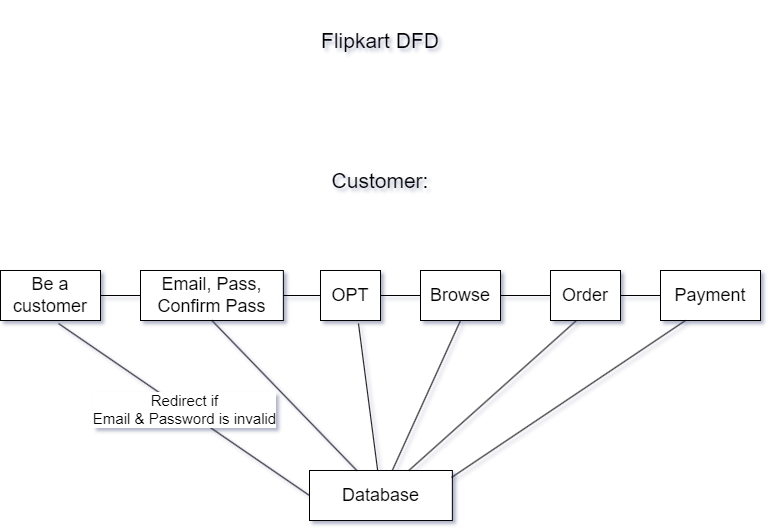 Flipkart DFD
Customer:
Be a
customer
Email, Pass,
Confirm Pass
OPT
Browse
Order
Payment
Redirect if
Email & Password is invalid
Database